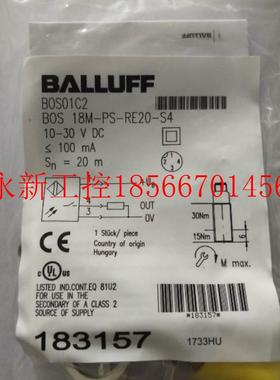 BALLUFF
BOS01C2
BOS 18M-PS-RE20-S4
10-30 V DC
≤ 100 mA
Sn = 20 m
永新工控18566701456
OUT
0V
30Nm
15Nm
6
M max.
1 Stück/ piece
Country of origin
Hungary
LISTED IND.CONT.EQ 81U2
FOR USE IN THE
SECONDARY OF A CLASS 2
SOURCE OF SUPPLY
*183157*
183157
1733HU